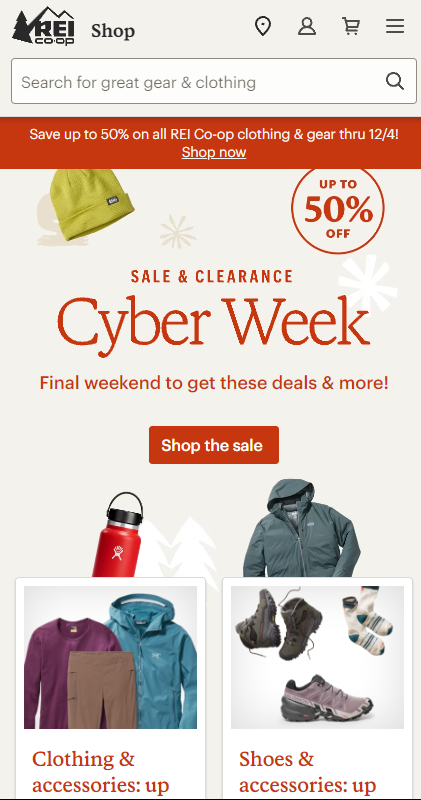 REI
co·op
Shop
Search for great gear & clothing
Save up to 50% on all REI Co-op clothing & gear thru 12/4!
Shop now
UP TO
50%
OFF
SALE & CLEARANCE
Cyber Week
Final weekend to get these deals & more!
Shop the sale
Clothing &
accessories: up
Shoes &
accessories: up